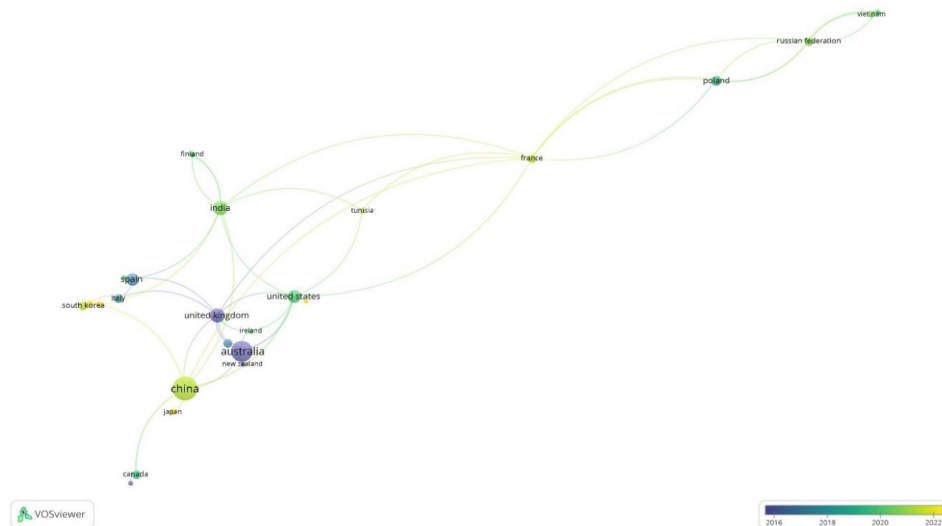 viet nam
russian federation
poland
finland
france
india
tunisia
spain
italy
united states
south korea
united kingdom
ireland
australia
new zealand
china
japan
canada
VOSviewer
2016 2018 2020 2022